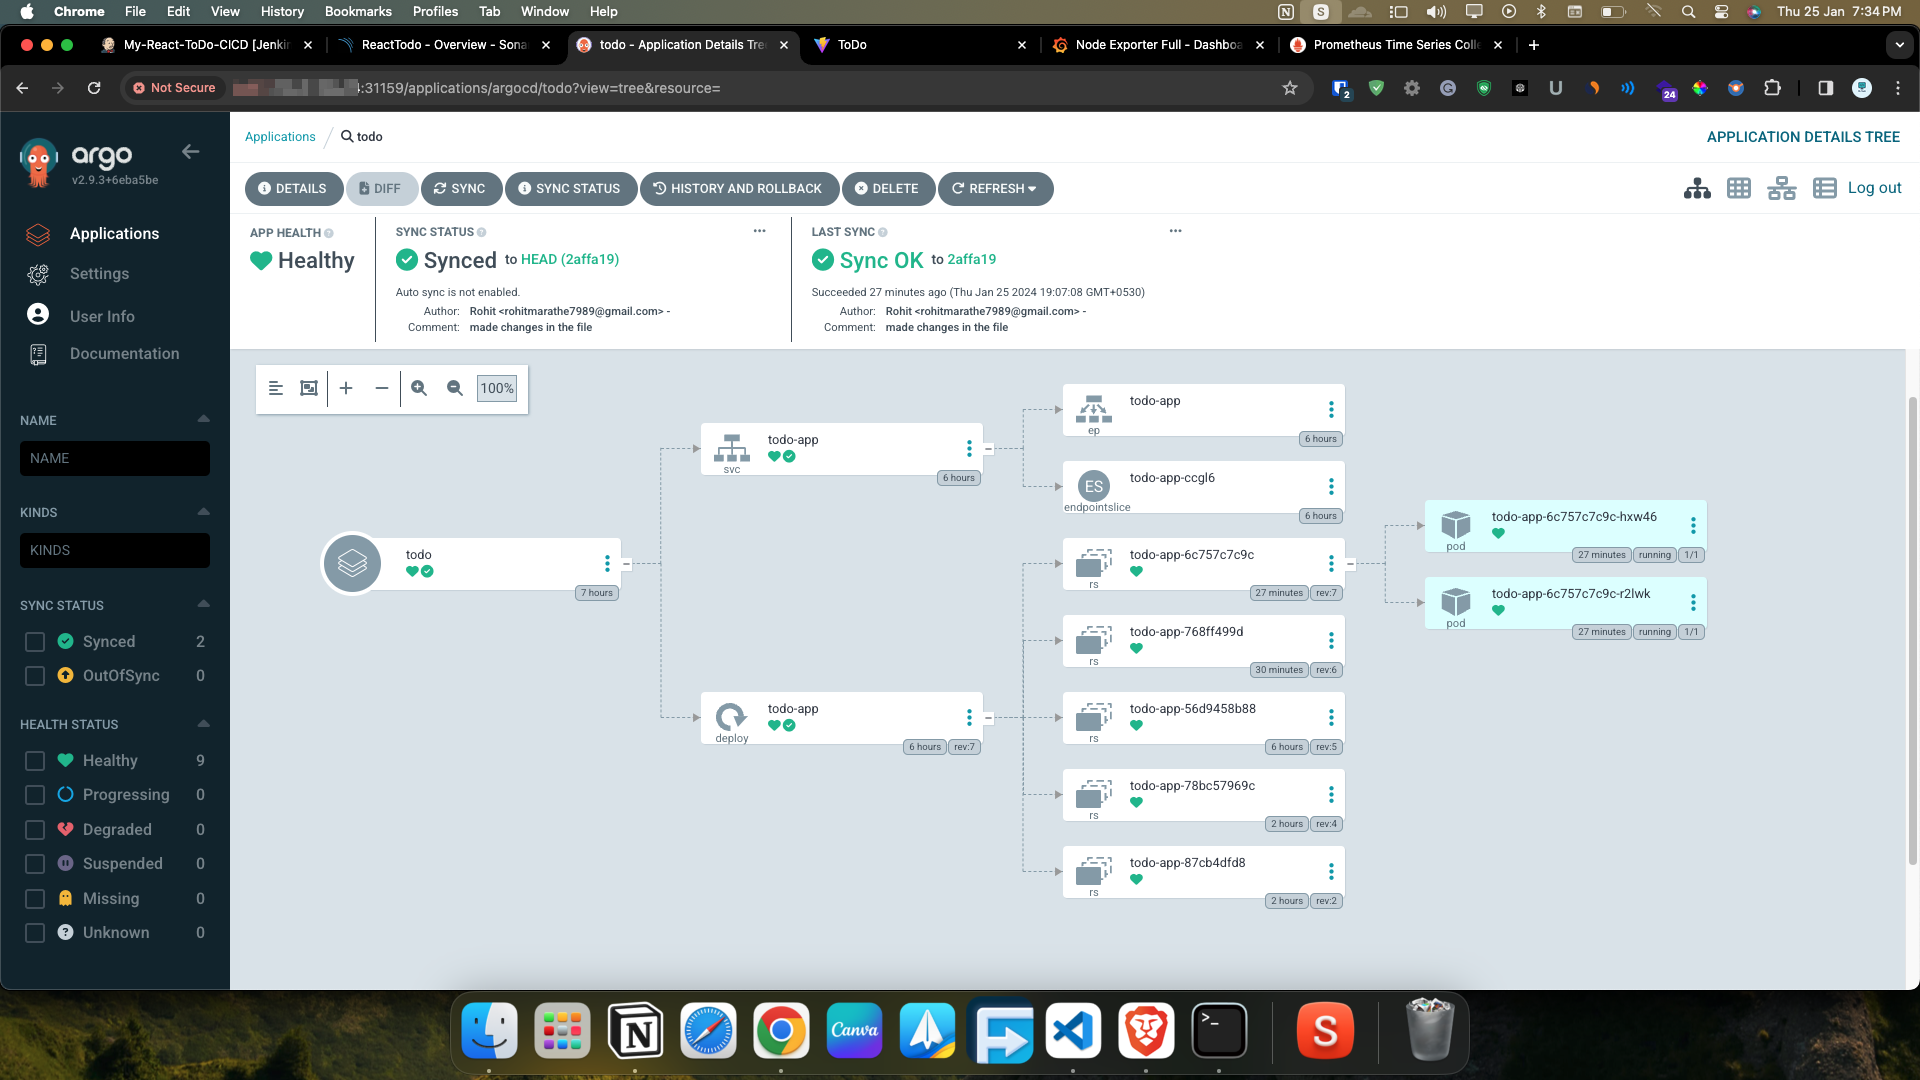 Chrome File Edit View History Bookmarks Profiles Tab Window Help
Thu 25 Jan 7:34 PM
My-React-ToDo-CICD [Jenkin
ReactTodo - Overview - Sona
todo - Application Details Tre
ToDo
Node Exporter Full - Dashboa
Prometheus Time Series Colle
Not Secure
:31159/applications/argocd/todo?view=tree&resource=
2
24
argo
v2.9.3+6eba5be
Applications
Settings
User Info
Documentation
NAME
NAME
KINDS
KINDS
SYNC STATUS
Synced 2
OutOfSync 0
HEALTH STATUS
Healthy 9
Progressing 0
Degraded 0
Suspended 0
Missing 0
Unknown 0
Applications / todo
APPLICATION DETAILS TREE
DETAILS
DIFF
SYNC
SYNC STATUS
HISTORY AND ROLLBACK
DELETE
REFRESH
Log out
APP HEALTH
Healthy
SYNC STATUS
Synced to HEAD (2affa19)
Auto sync is not enabled.
Author: Rohit <rohitmarathe7989@gmail.com> -
Comment: made changes in the file
LAST SYNC
Sync OK to 2affa19
Succeeded 27 minutes ago (Thu Jan 25 2024 19:07:08 GMT+0530)
Author: Rohit <rohitmarathe7989@gmail.com> -
Comment: made changes in the file
100%
todo
7 hours
todo-app
svc
6 hours
todo-app
deploy
6 hours rev:7
todo-app
ep
6 hours
ES
todo-app-ccgl6
endpointslice
6 hours
todo-app-6c757c7c9c
rs
27 minutes rev:7
todo-app-768ff499d
rs
30 minutes rev:6
todo-app-56d9458b88
rs
6 hours rev:5
todo-app-78bc57969c
rs
2 hours rev:4
todo-app-87cb4dfd8
rs
2 hours rev:2
todo-app-6c757c7c9c-hxw46
pod
27 minutes running 1/1
todo-app-6c757c7c9c-r2lwk
pod
27 minutes running 1/1
Canva